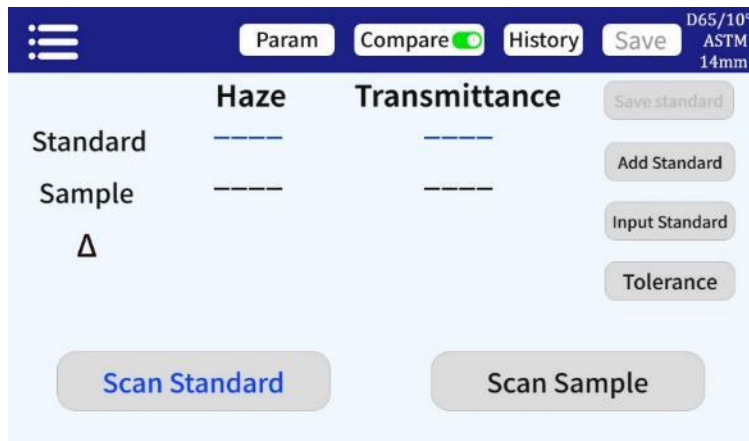 Param Compare History Save D65/10°
ASTM
14mm
Haze Transmittance Save standard
Standard ---- ----
Add Standard
Sample ---- ----
Input Standard
Δ
Tolerance
Scan Standard Scan Sample